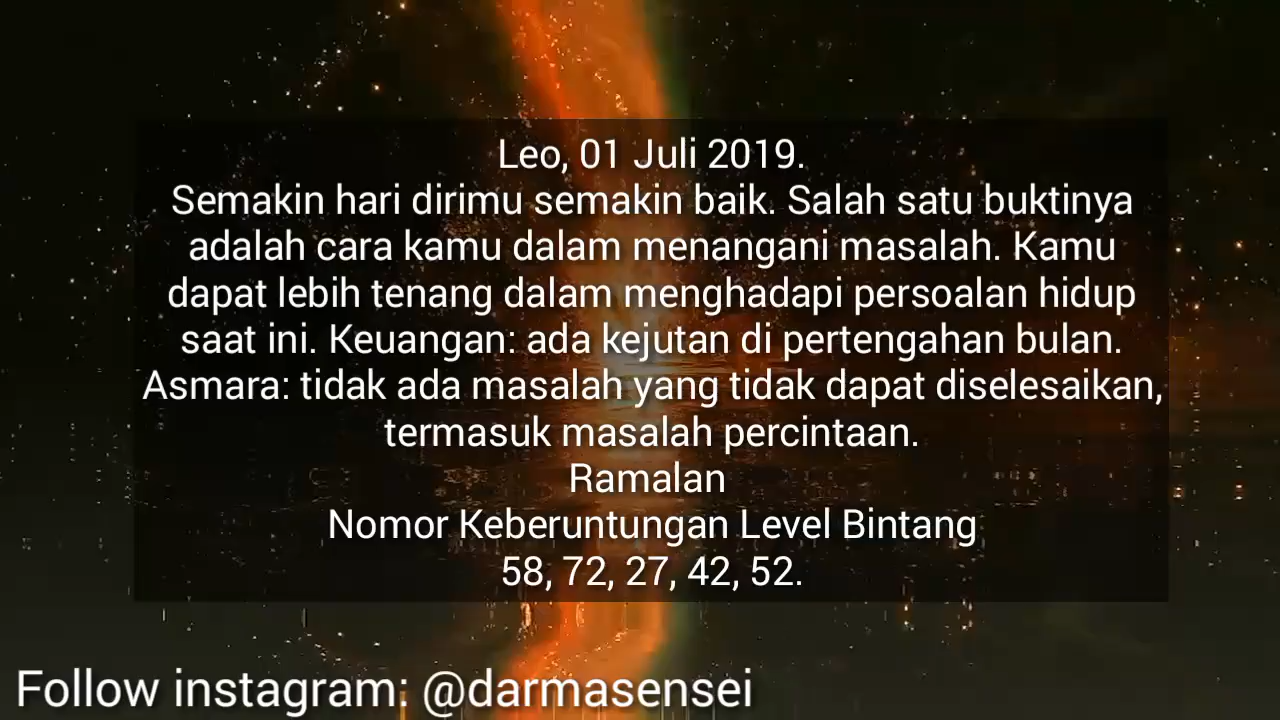 Leo, 01 Juli 2019.
Semakin hari dirimu semakin baik. Salah satu buktinya
adalah cara kamu dalam menangani masalah. Kamu
dapat lebih tenang dalam menghadapi persoalan hidup
saat ini. Keuangan: ada kejutan di pertengahan bulan.
Asmara: tidak ada masalah yang tidak dapat diselesaikan,
termasuk masalah percintaan.
Ramalan
Nomor Keberuntungan Level Bintang
58, 72, 27, 42, 52.
Follow instagram: @darmasensei